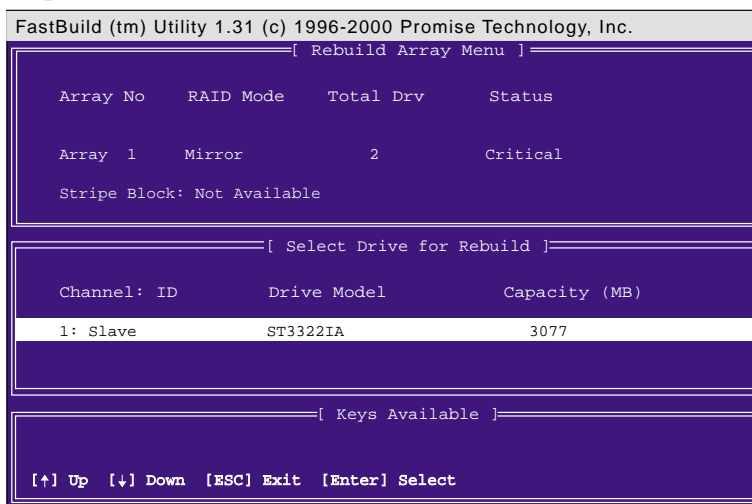 FastBuild (tm) Utility 1.31 (c) 1996-2000 Promise Technology, Inc.
[ Rebuild Array Menu ]
Array No RAID Mode Total Drv Status
Array 1 Mirror 2 Critical
Stripe Block: Not Available
[ Select Drive for Rebuild ]
Channel: ID Drive Model Capacity (MB)
1: Slave ST3322IA 3077
[ Keys Available ]
[↑] Up [↓] Down [ESC] Exit [Enter] Select